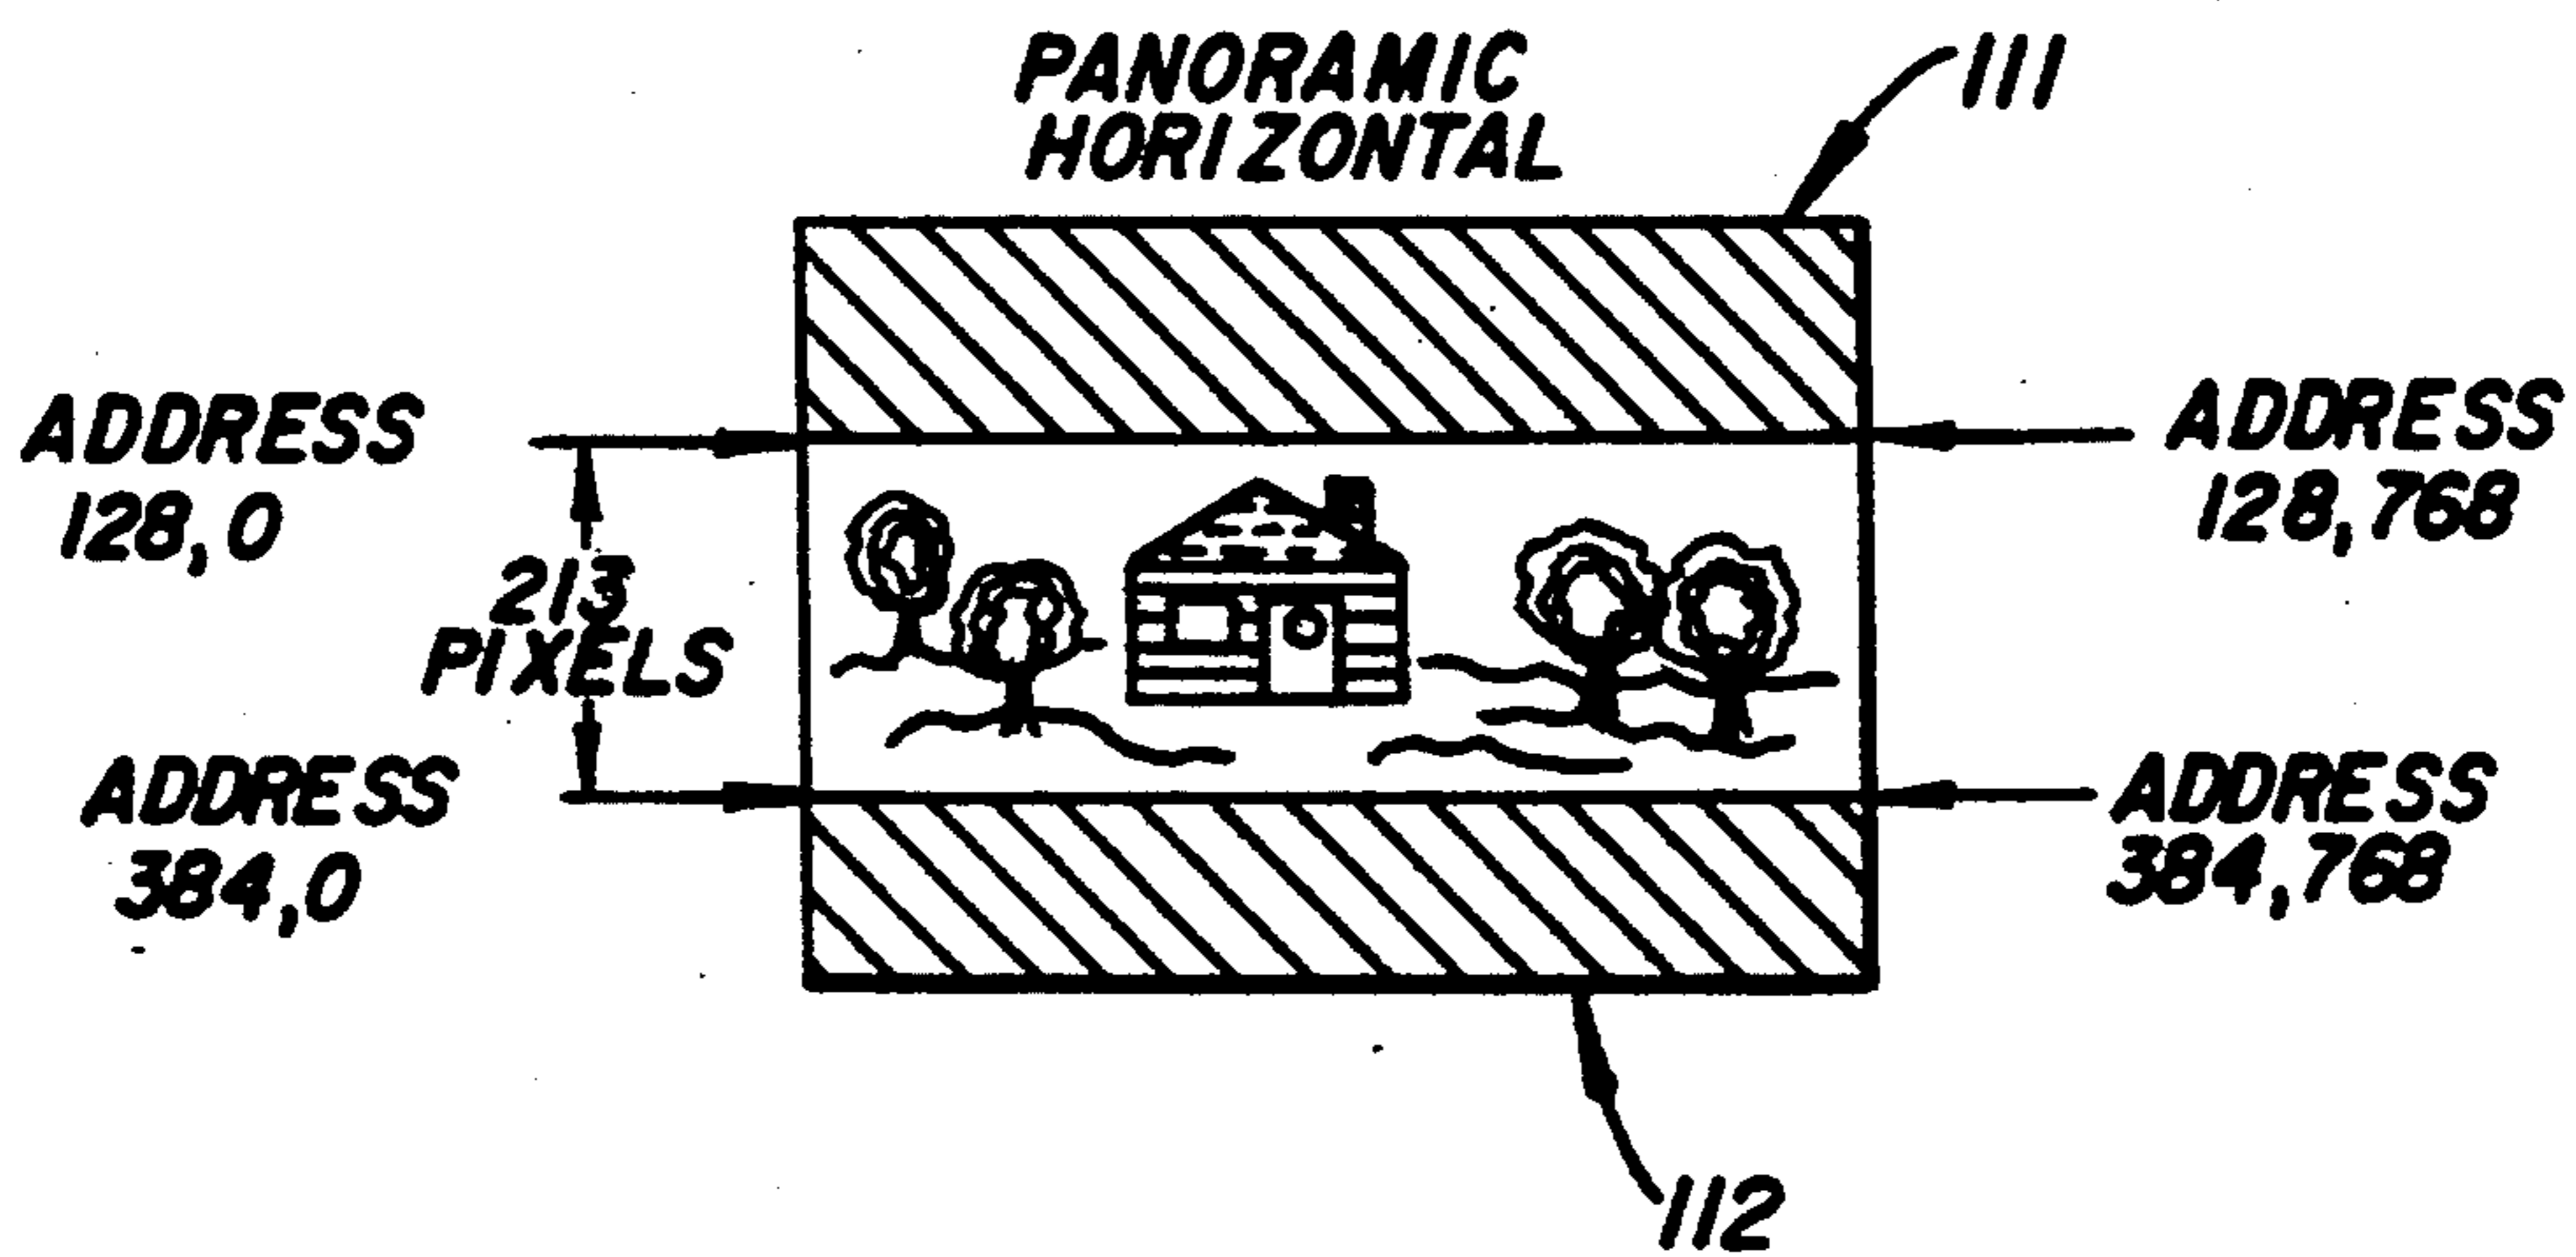 PANORAMIC
HORIZONTAL
111
ADDRESS
128,0
ADDRESS
128,768
213
PIXELS
ADDRESS
384,0
ADDRESS
384,768
112